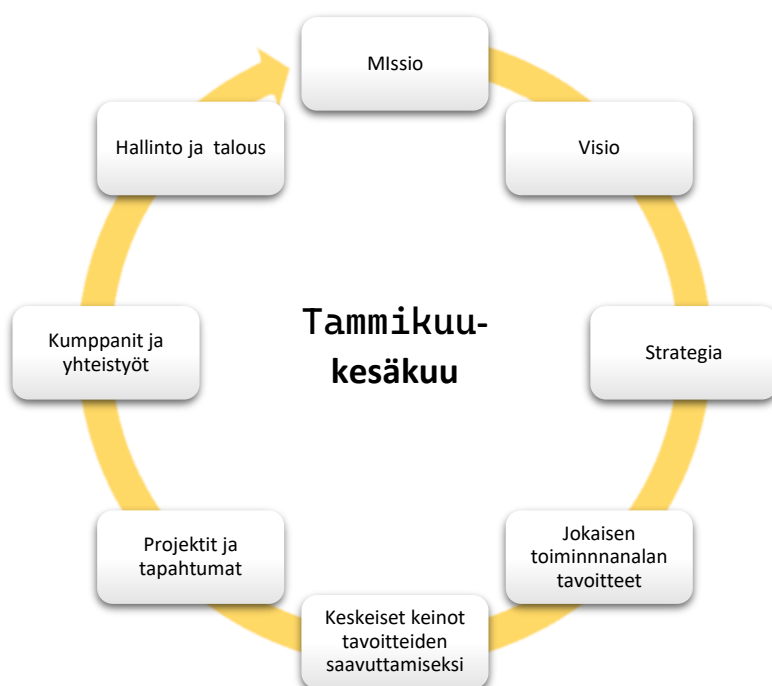 MIssio
Visio
Strategia
Jokaisen
toiminnnanalan
tavoitteet
Keskeiset keinot
tavoitteiden
saavuttamiseksi
Projektit ja
tapahtumat
Kumppanit ja
yhteistyöt
Hallinto ja talous
Tammikuu-
kesäkuu